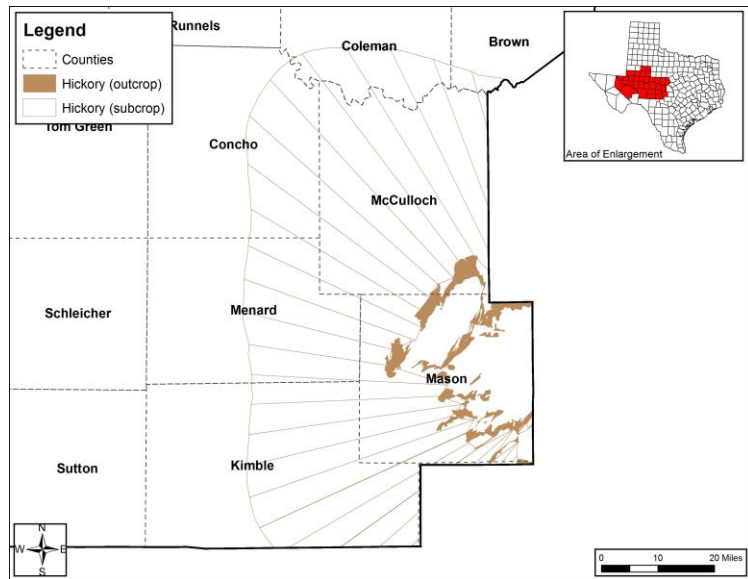 Legend
Counties
Hickory (outcrop)
Hickory (subcrop)
Runnels
Coleman
Brown
Tom Green
Concho
McCulloch
Area of Enlargement
Schleicher
Menard
Mason
Sutton
Kimble
N
W E
S
0 10 20 Miles